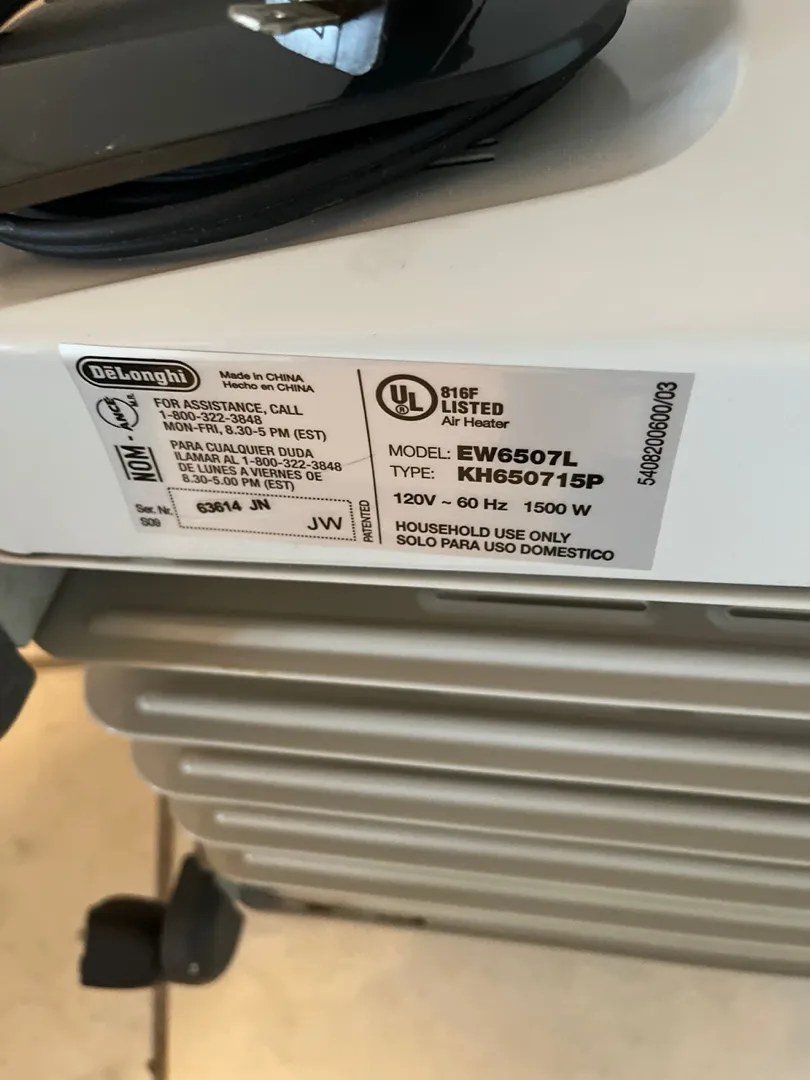 DeLonghi
Made in CHINA
Hecho en CHINA
NOM - ANCE M.R.
FOR ASSISTANCE, CALL
1-800-322-3848
MON-FRI, 8.30-5 PM (EST)
PARA CUALQUIER DUDA
ILAMAR AL 1-800-322-3848
DE LUNES A VIERNES OE
8.30-5.00 PM (EST)
Ser. Nr.
S09
63614 JN
JW
PATENTED
UL
816F
LISTED
Air Heater
MODEL: EW6507L
TYPE: KH650715P
120V ~ 60 Hz 1500 W
HOUSEHOLD USE ONLY
SOLO PARA USO DOMESTICO
5408200600/03